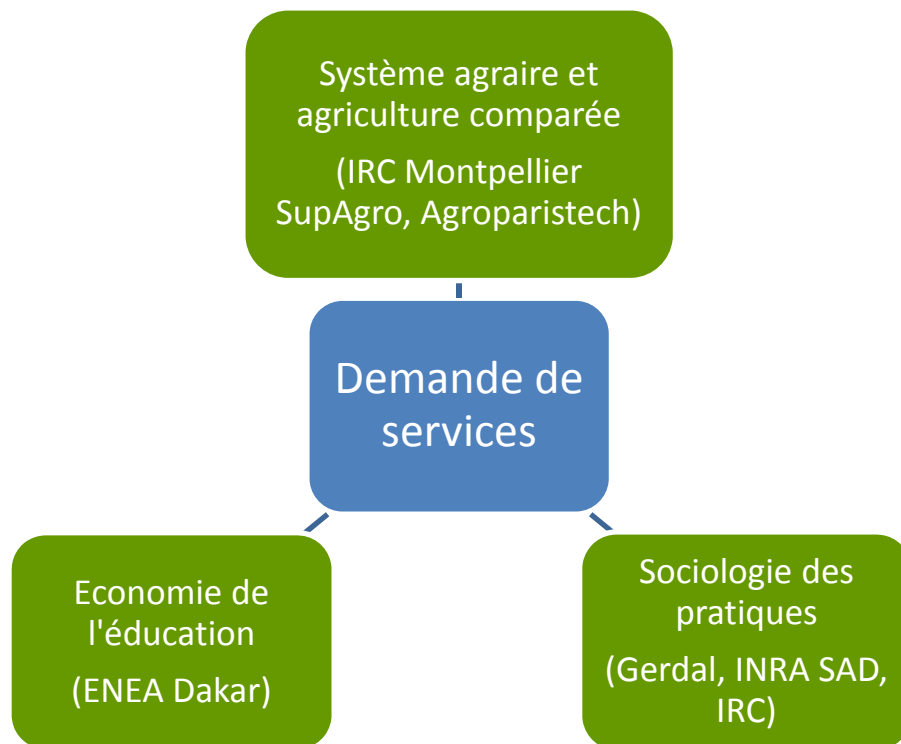 Système agraire et
agriculture comparée
(IRC Montpellier
SupAgro, Agroparistech)
Demande de
services
Economie de
l'éducation
(ENEA Dakar)
Sociologie des
pratiques
(Gerdal, INRA SAD,
IRC)